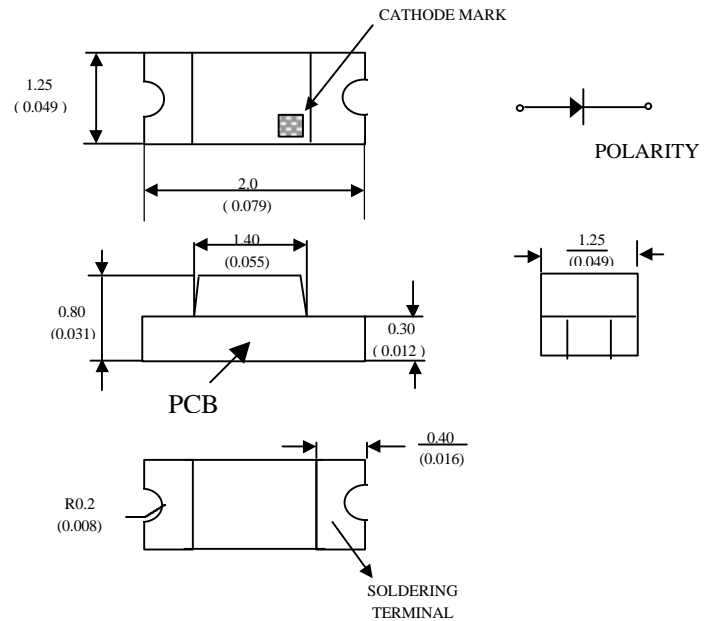 CATHODE MARK
1.25
( 0.049 )
POLARITY
2.0
( 0.079)
1.40
(0.055)
1.25
(0.049)
0.80
(0.031)
0.30
( 0.012 )
PCB
0.40
(0.016)
R0.2
(0.008)
SOLDERING
TERMINAL